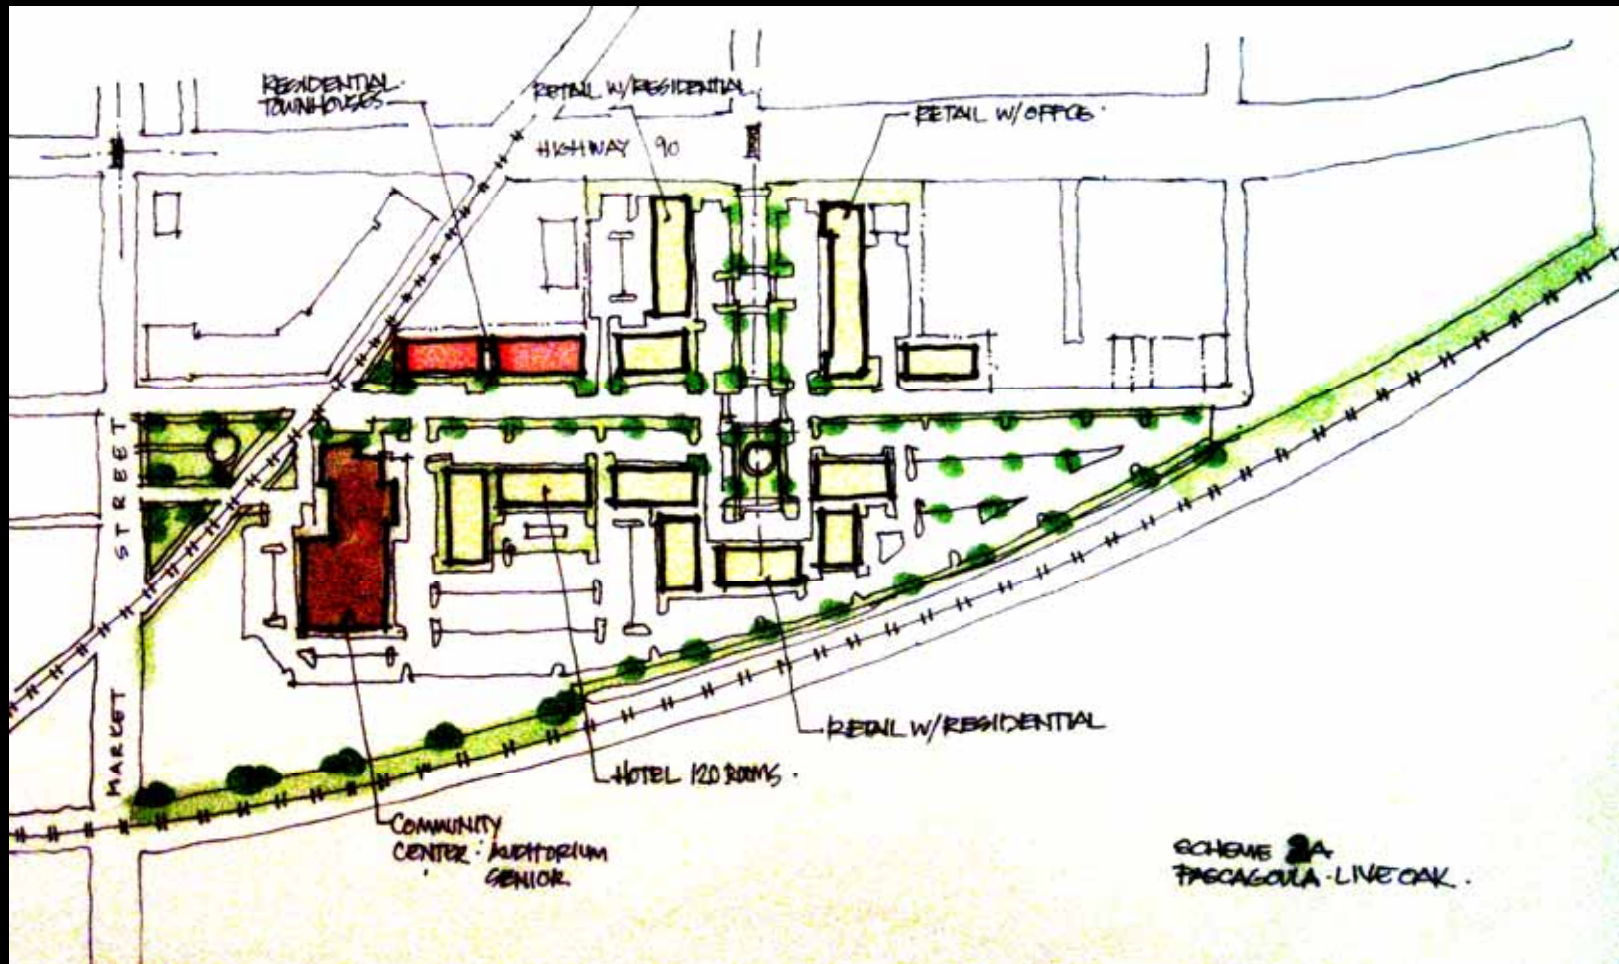 RESIDENTIAL
TOWNHOUSES
RETAIL W/RESIDENTIAL
RETAIL W/OFFICE
HIGHWAY 90
MARKET STREET
RETAIL W/RESIDENTIAL
HOTEL 120 ROOMS.
COMMUNITY
CENTER. AUDITORIUM
SENIOR
SCHEME 2A.
PASCAGOULA. LIVE OAK.